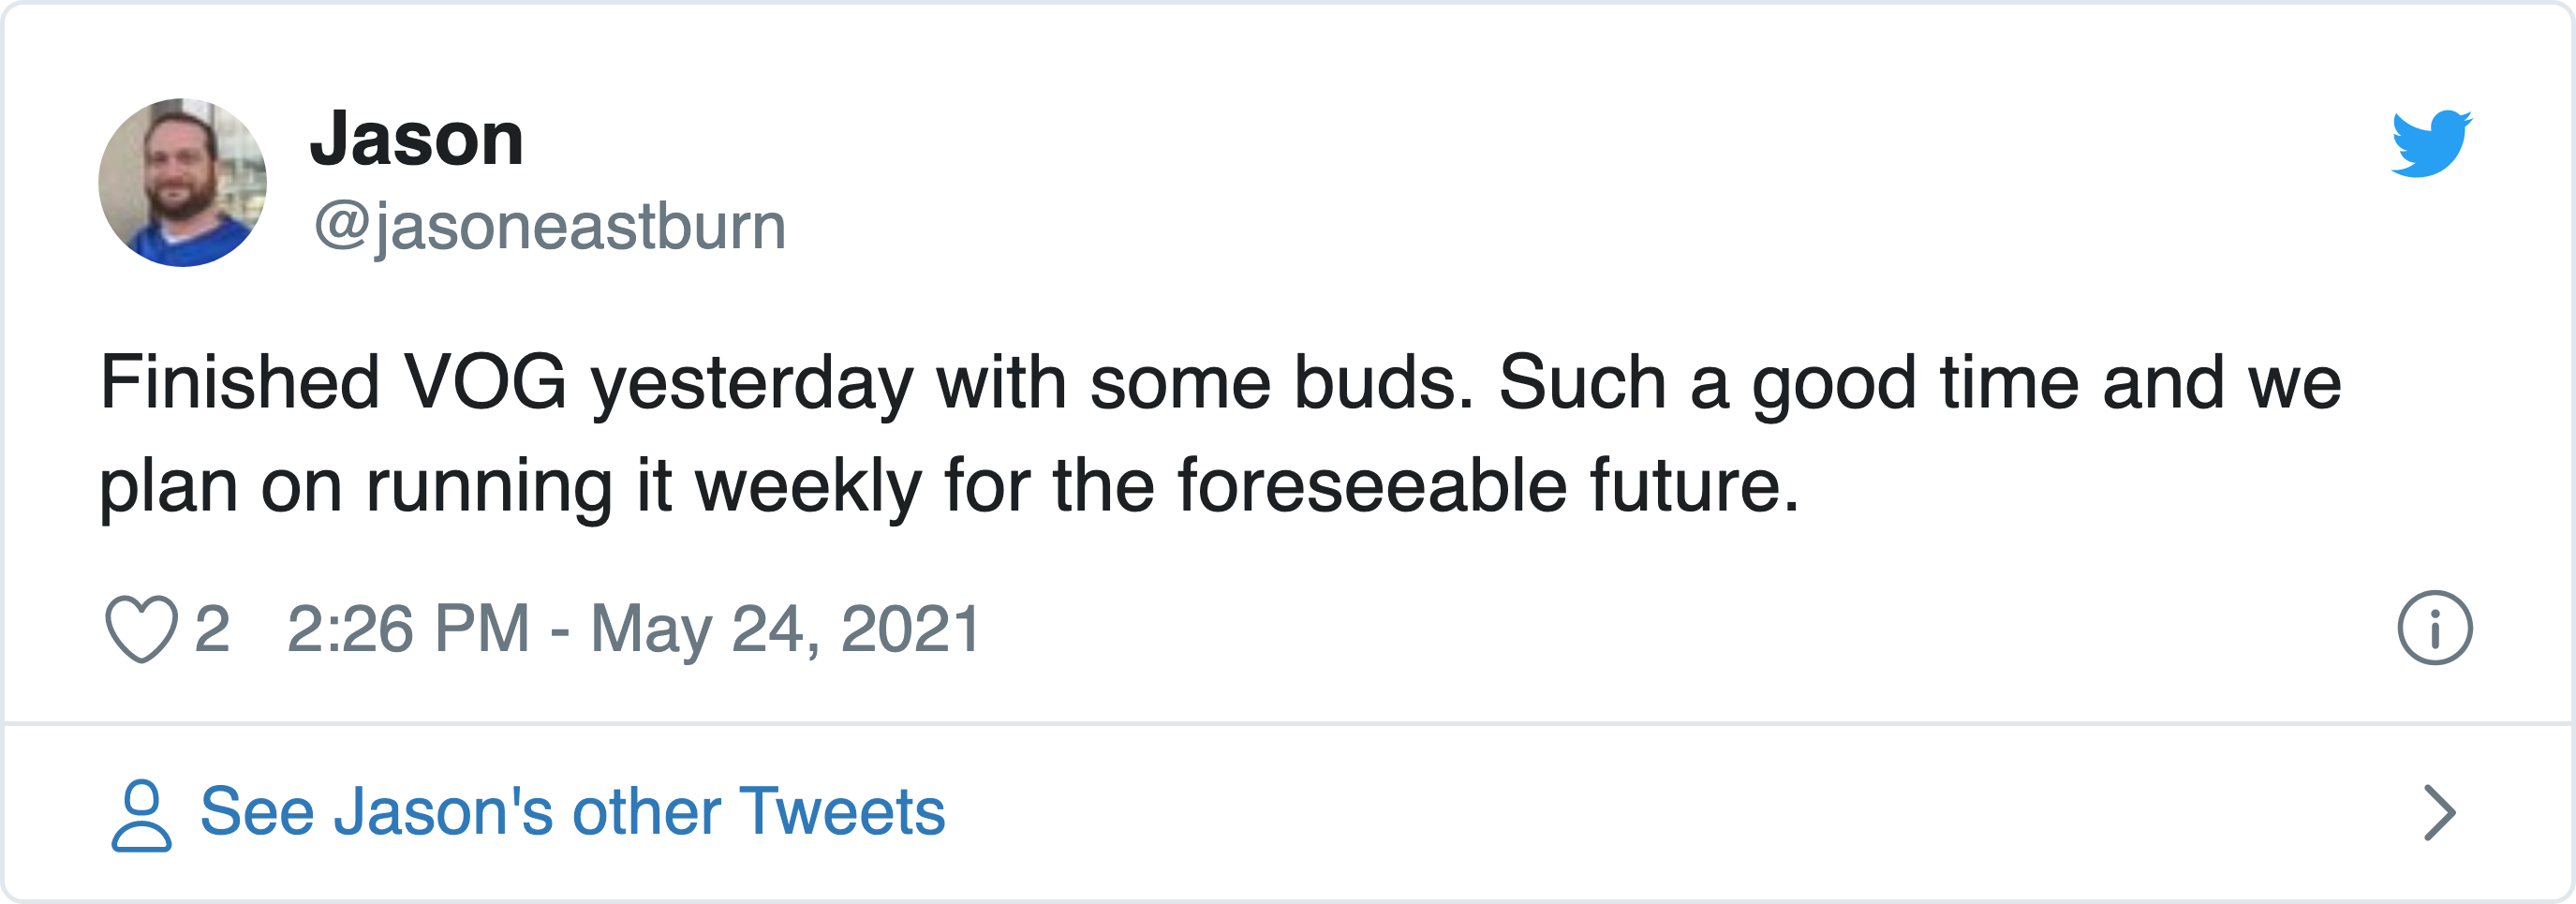 Jason
@jasoneastburn
Finished VOG yesterday with some buds. Such a good time and we
plan on running it weekly for the foreseeable future.
2 2:26 PM - May 24, 2021
See Jason's other Tweets